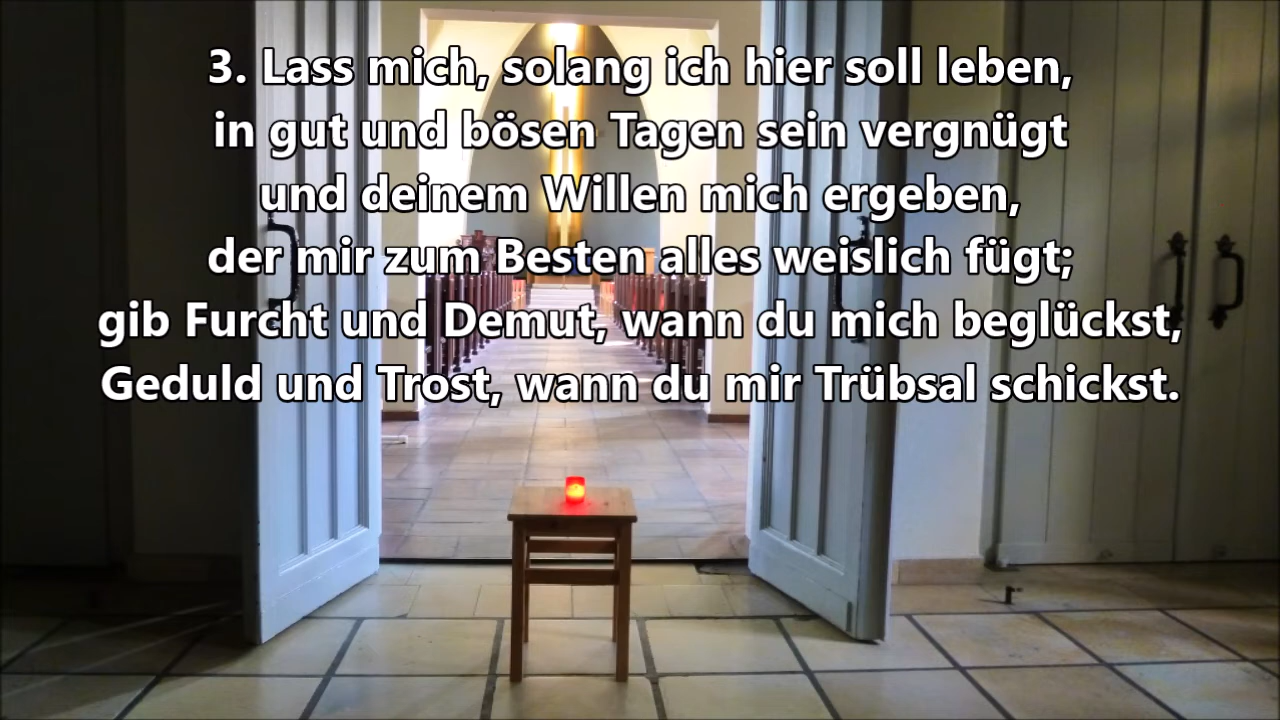 3. Lass mich, solang ich hier soll leben,
in gut und bösen Tagen sein vergnügt
und deinem Willen mich ergeben,
der mir zum Besten alles weislich fügt;
gib Furcht und Demut, wann du mich beglückst,
Geduld und Trost, wann du mir Trübsal schickst.